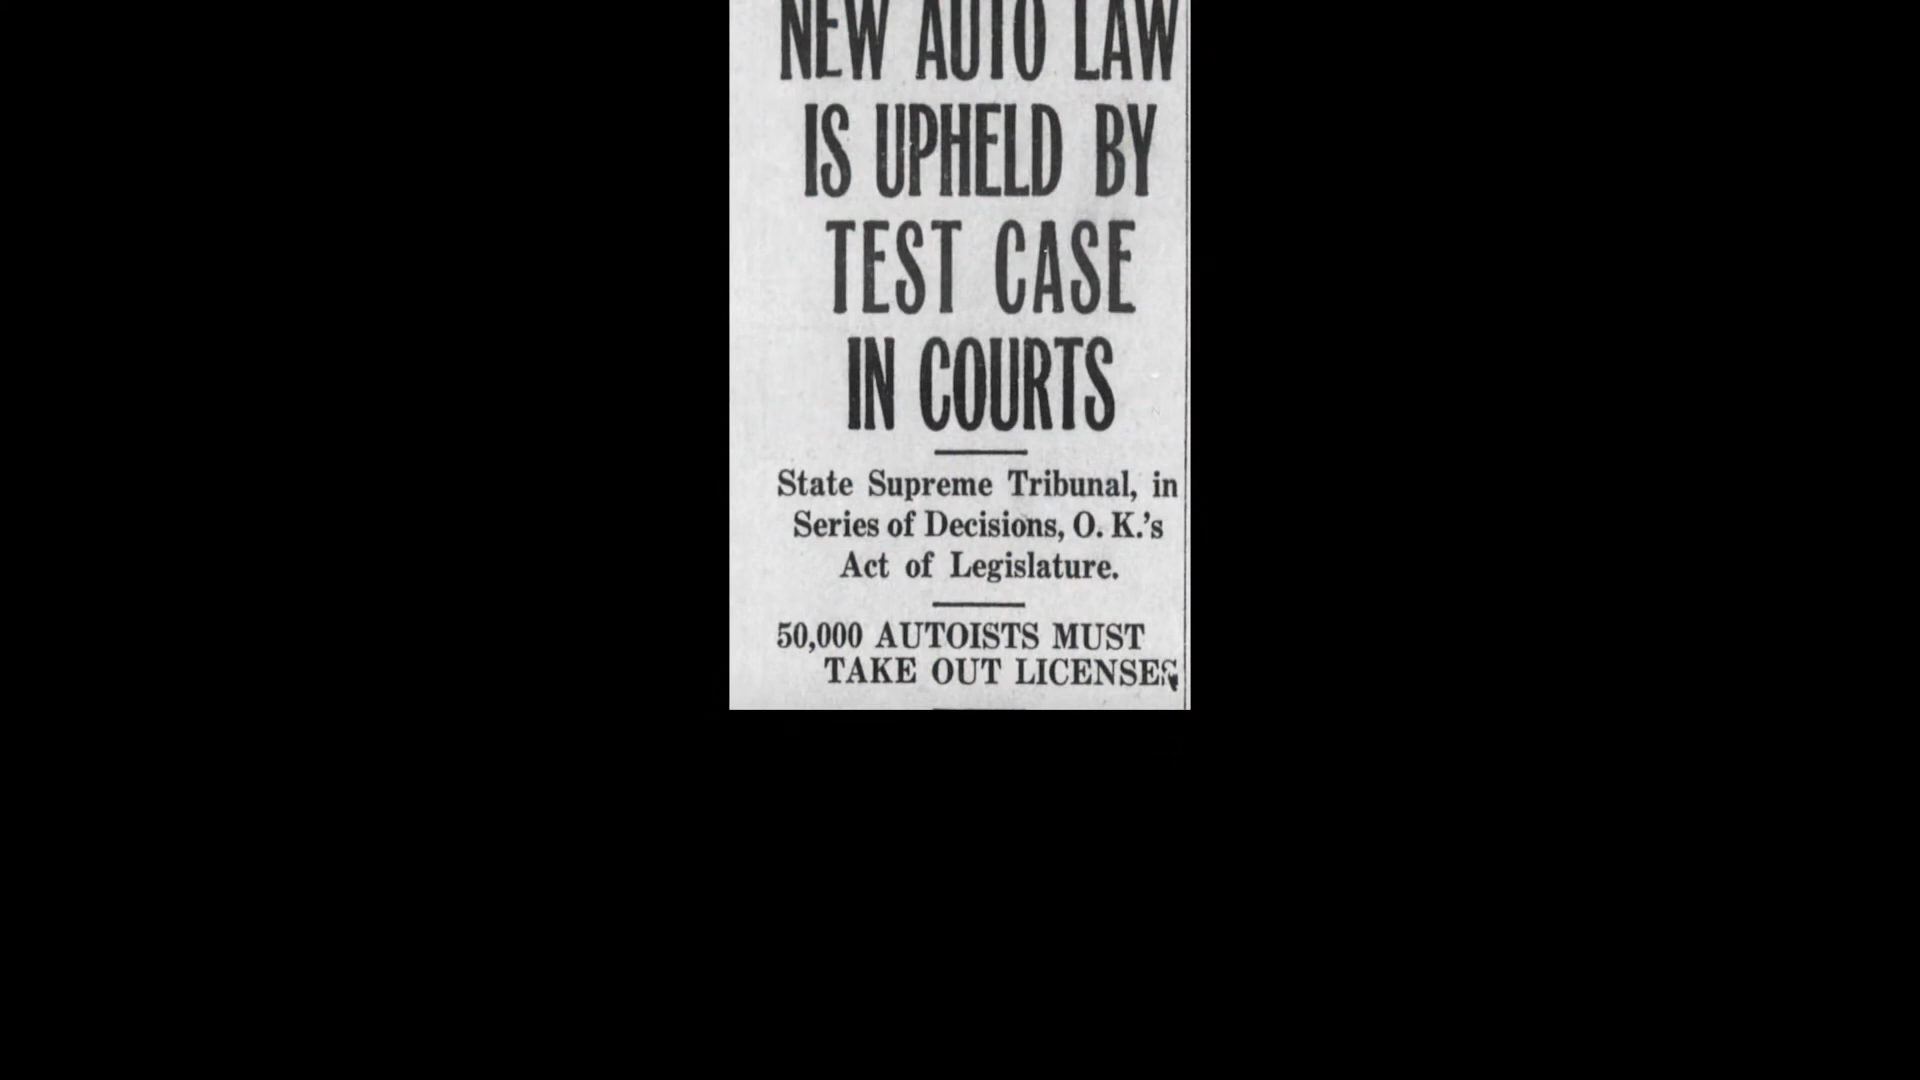 NEW AUTO LAW
IS UPHELD BY
TEST CASE
IN COURTS
State Supreme Tribunal, in
Series of Decisions, O. K.'s
Act of Legislature.
50,000 AUTOISTS MUST
TAKE OUT LICENSES